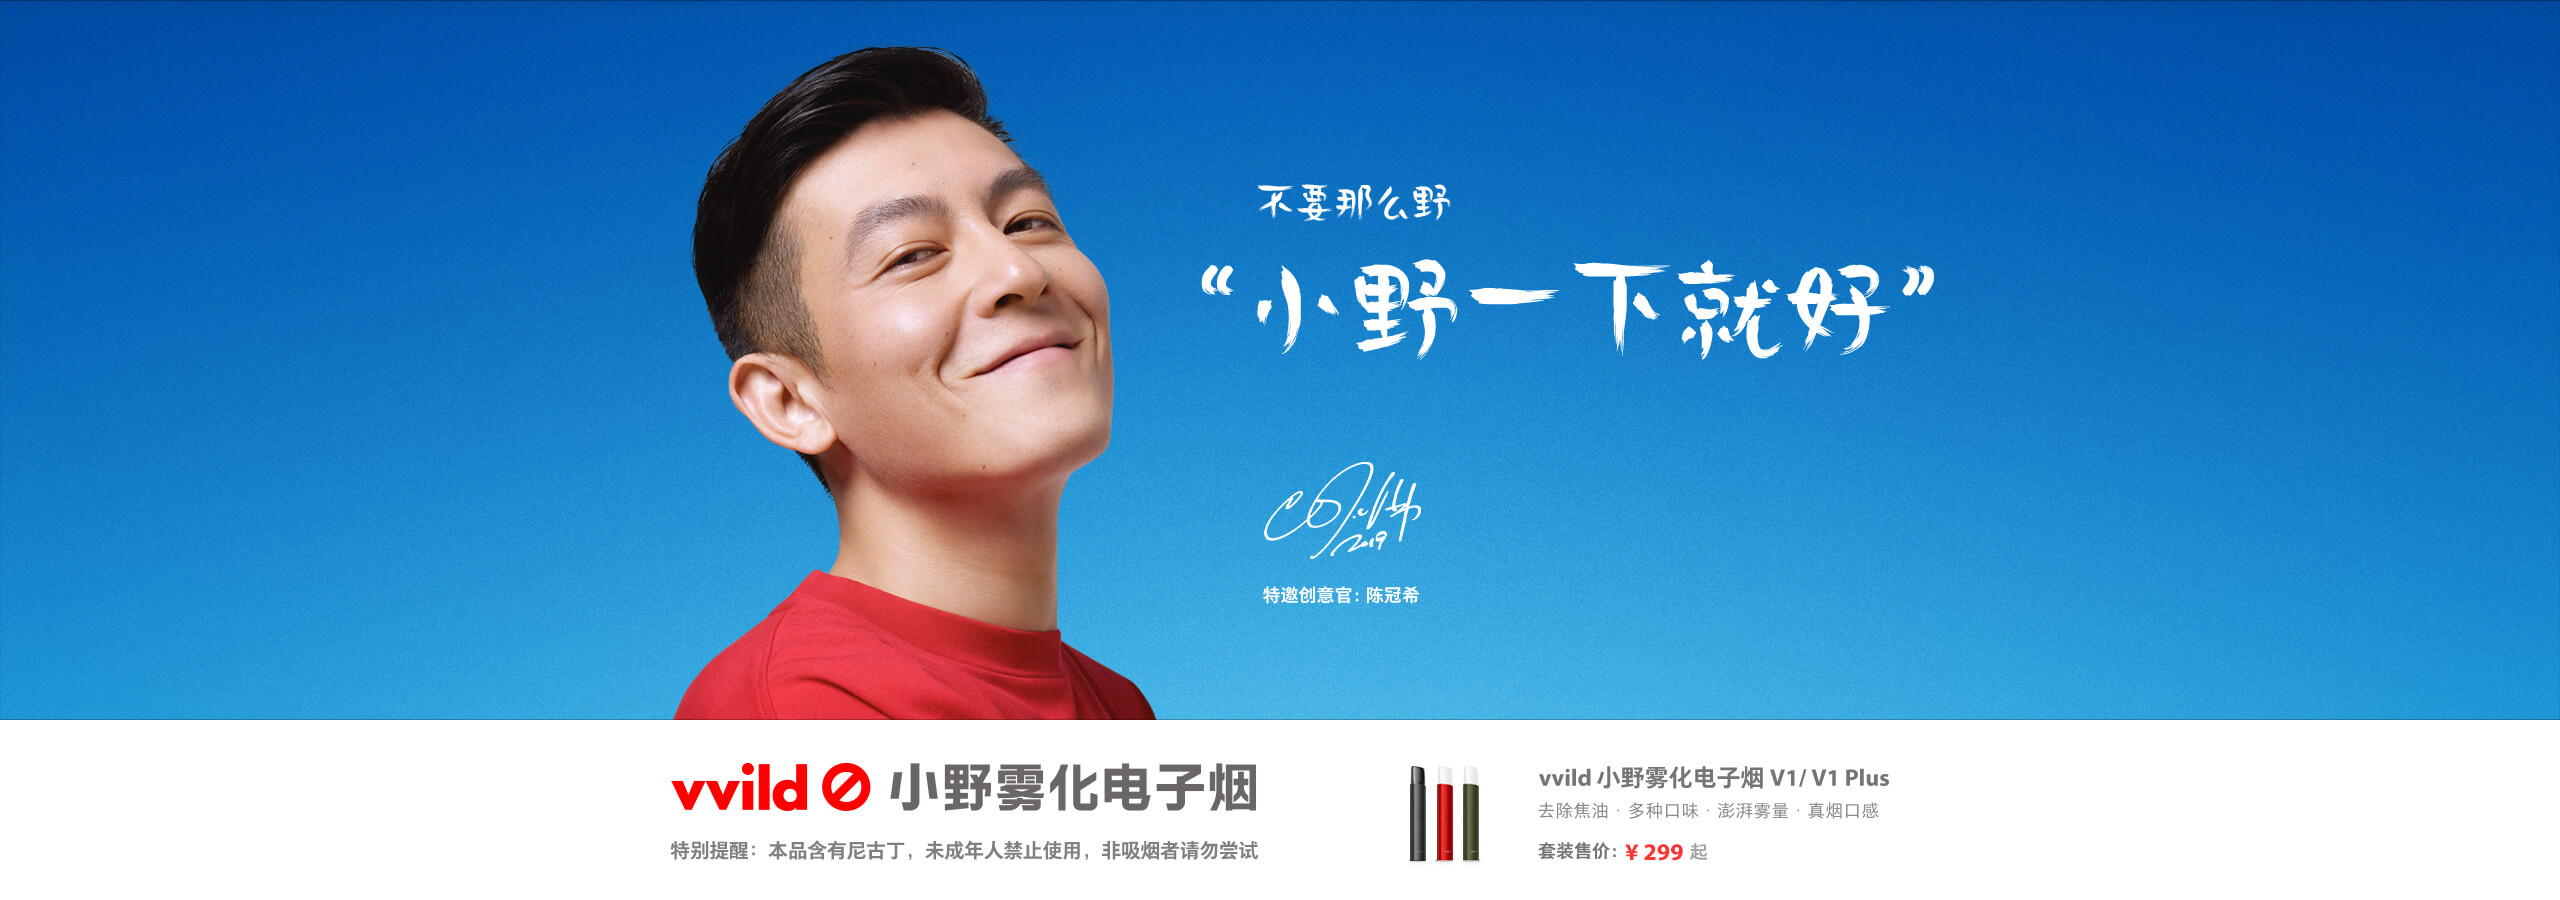 不要那么野
“小野一下就好”
2019
特邀创意官：陈冠希
vvild 小野雾化电子烟
特别提醒：本品含有尼古丁，未成年人禁止使用，非吸烟者请勿尝试
vvild 小野雾化电子烟 V1/ V1 Plus
去除焦油 · 多种口味 · 澎湃雾量 · 真烟口感
套装售价：¥ 299 起